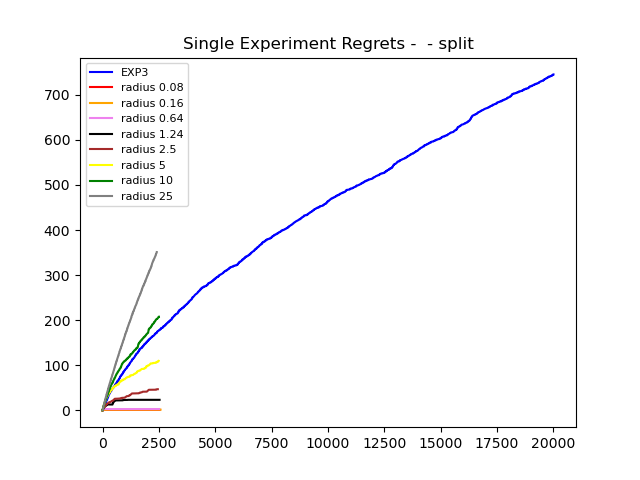 Single Experiment Regrets -  - split
EXP3
radius 0.08
radius 0.16
radius 0.64
radius 1.24
radius 2.5
radius 5
radius 10
radius 25
700
600
500
400
300
200
100
0
0 2500 5000 7500 10000 12500 15000 17500 20000